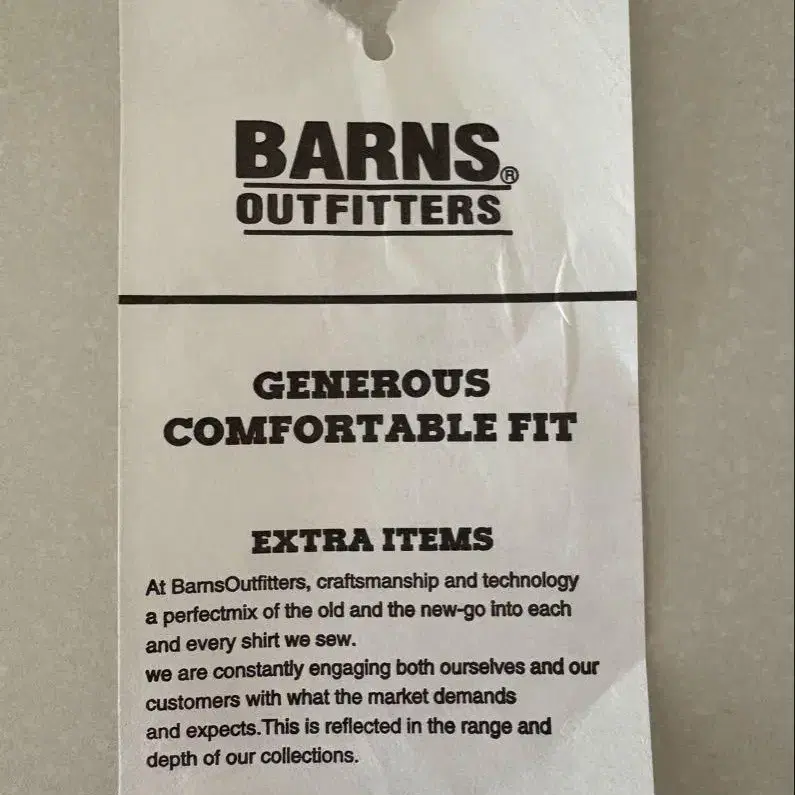 BARNS®
OUTFITTERS
GENEROUS
COMFORTABLE FIT
EXTRA ITEMS
At BarnsOutfitters, craftsmanship and technology
a perfectmix of the old and the new-go into each
and every shirt we sew.
we are constantly engaging both ourselves and our
customers with what the market demands
and expects.This is reflected in the range and
depth of our collections.